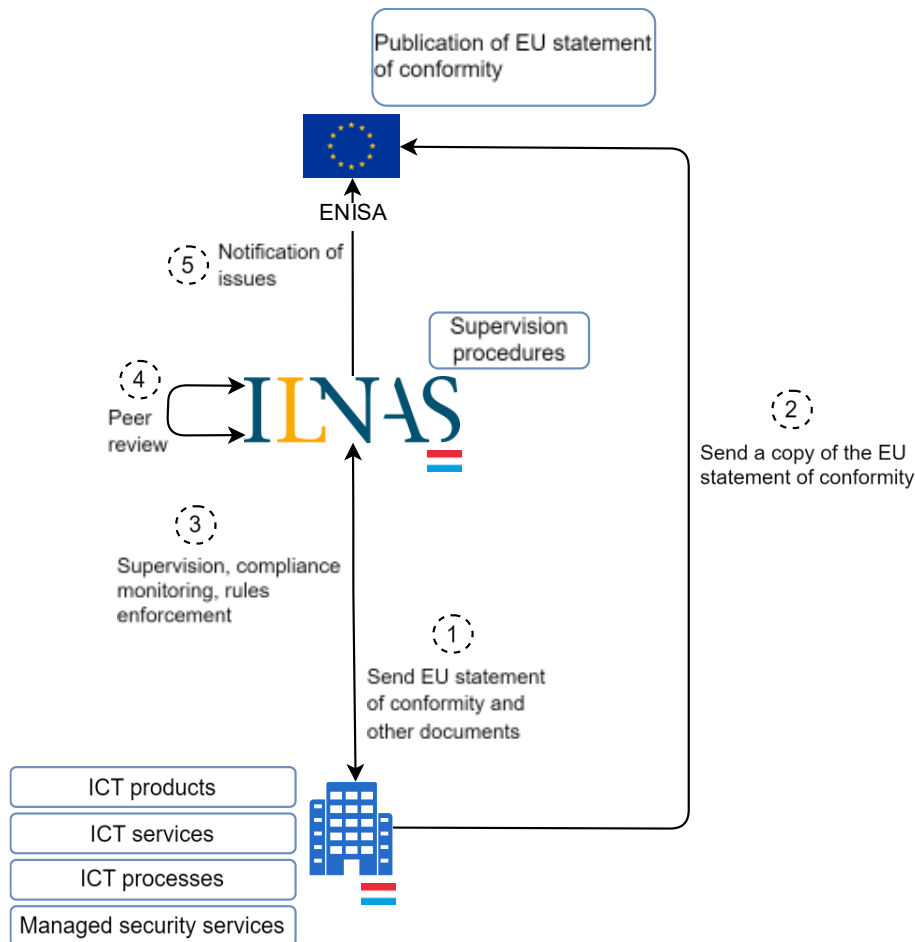 Publication of EU statement
of conformity
ENISA
5
Notification of
issues
Supervision
procedures
4
Peer
review
ILNAS
2
Send a copy of the EU
statement of conformity
3
Supervision, compliance
monitoring, rules
enforcement
1
Send EU statement
of conformity and
other documents
ICT products
ICT services
ICT processes
Managed security services